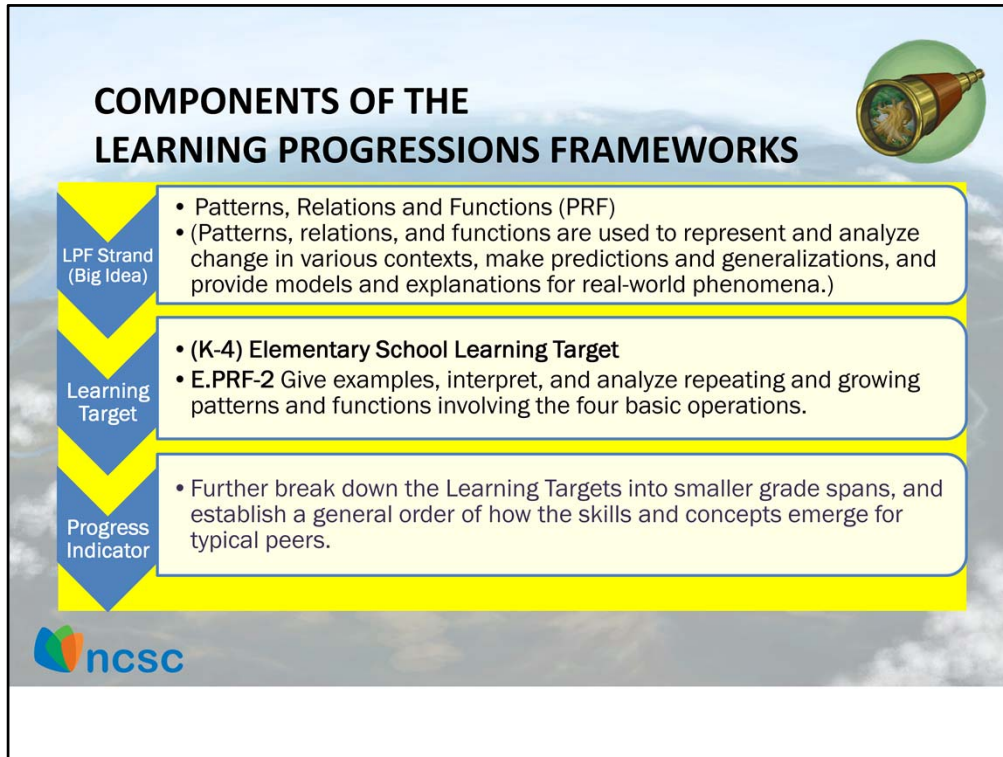 COMPONENTS OF THE
LEARNING PROGRESSIONS FRAMEWORKS
LPF Strand
(Big Idea)
• Patterns, Relations and Functions (PRF)
• (Patterns, relations, and functions are used to represent and analyze
change in various contexts, make predictions and generalizations, and
provide models and explanations for real-world phenomena.)
Learning
Target
• (K-4) Elementary School Learning Target
• E.PRF-2 Give examples, interpret, and analyze repeating and growing
patterns and functions involving the four basic operations.
Progress
Indicator
• Further break down the Learning Targets into smaller grade spans, and
establish a general order of how the skills and concepts emerge for
typical peers.
ncsc